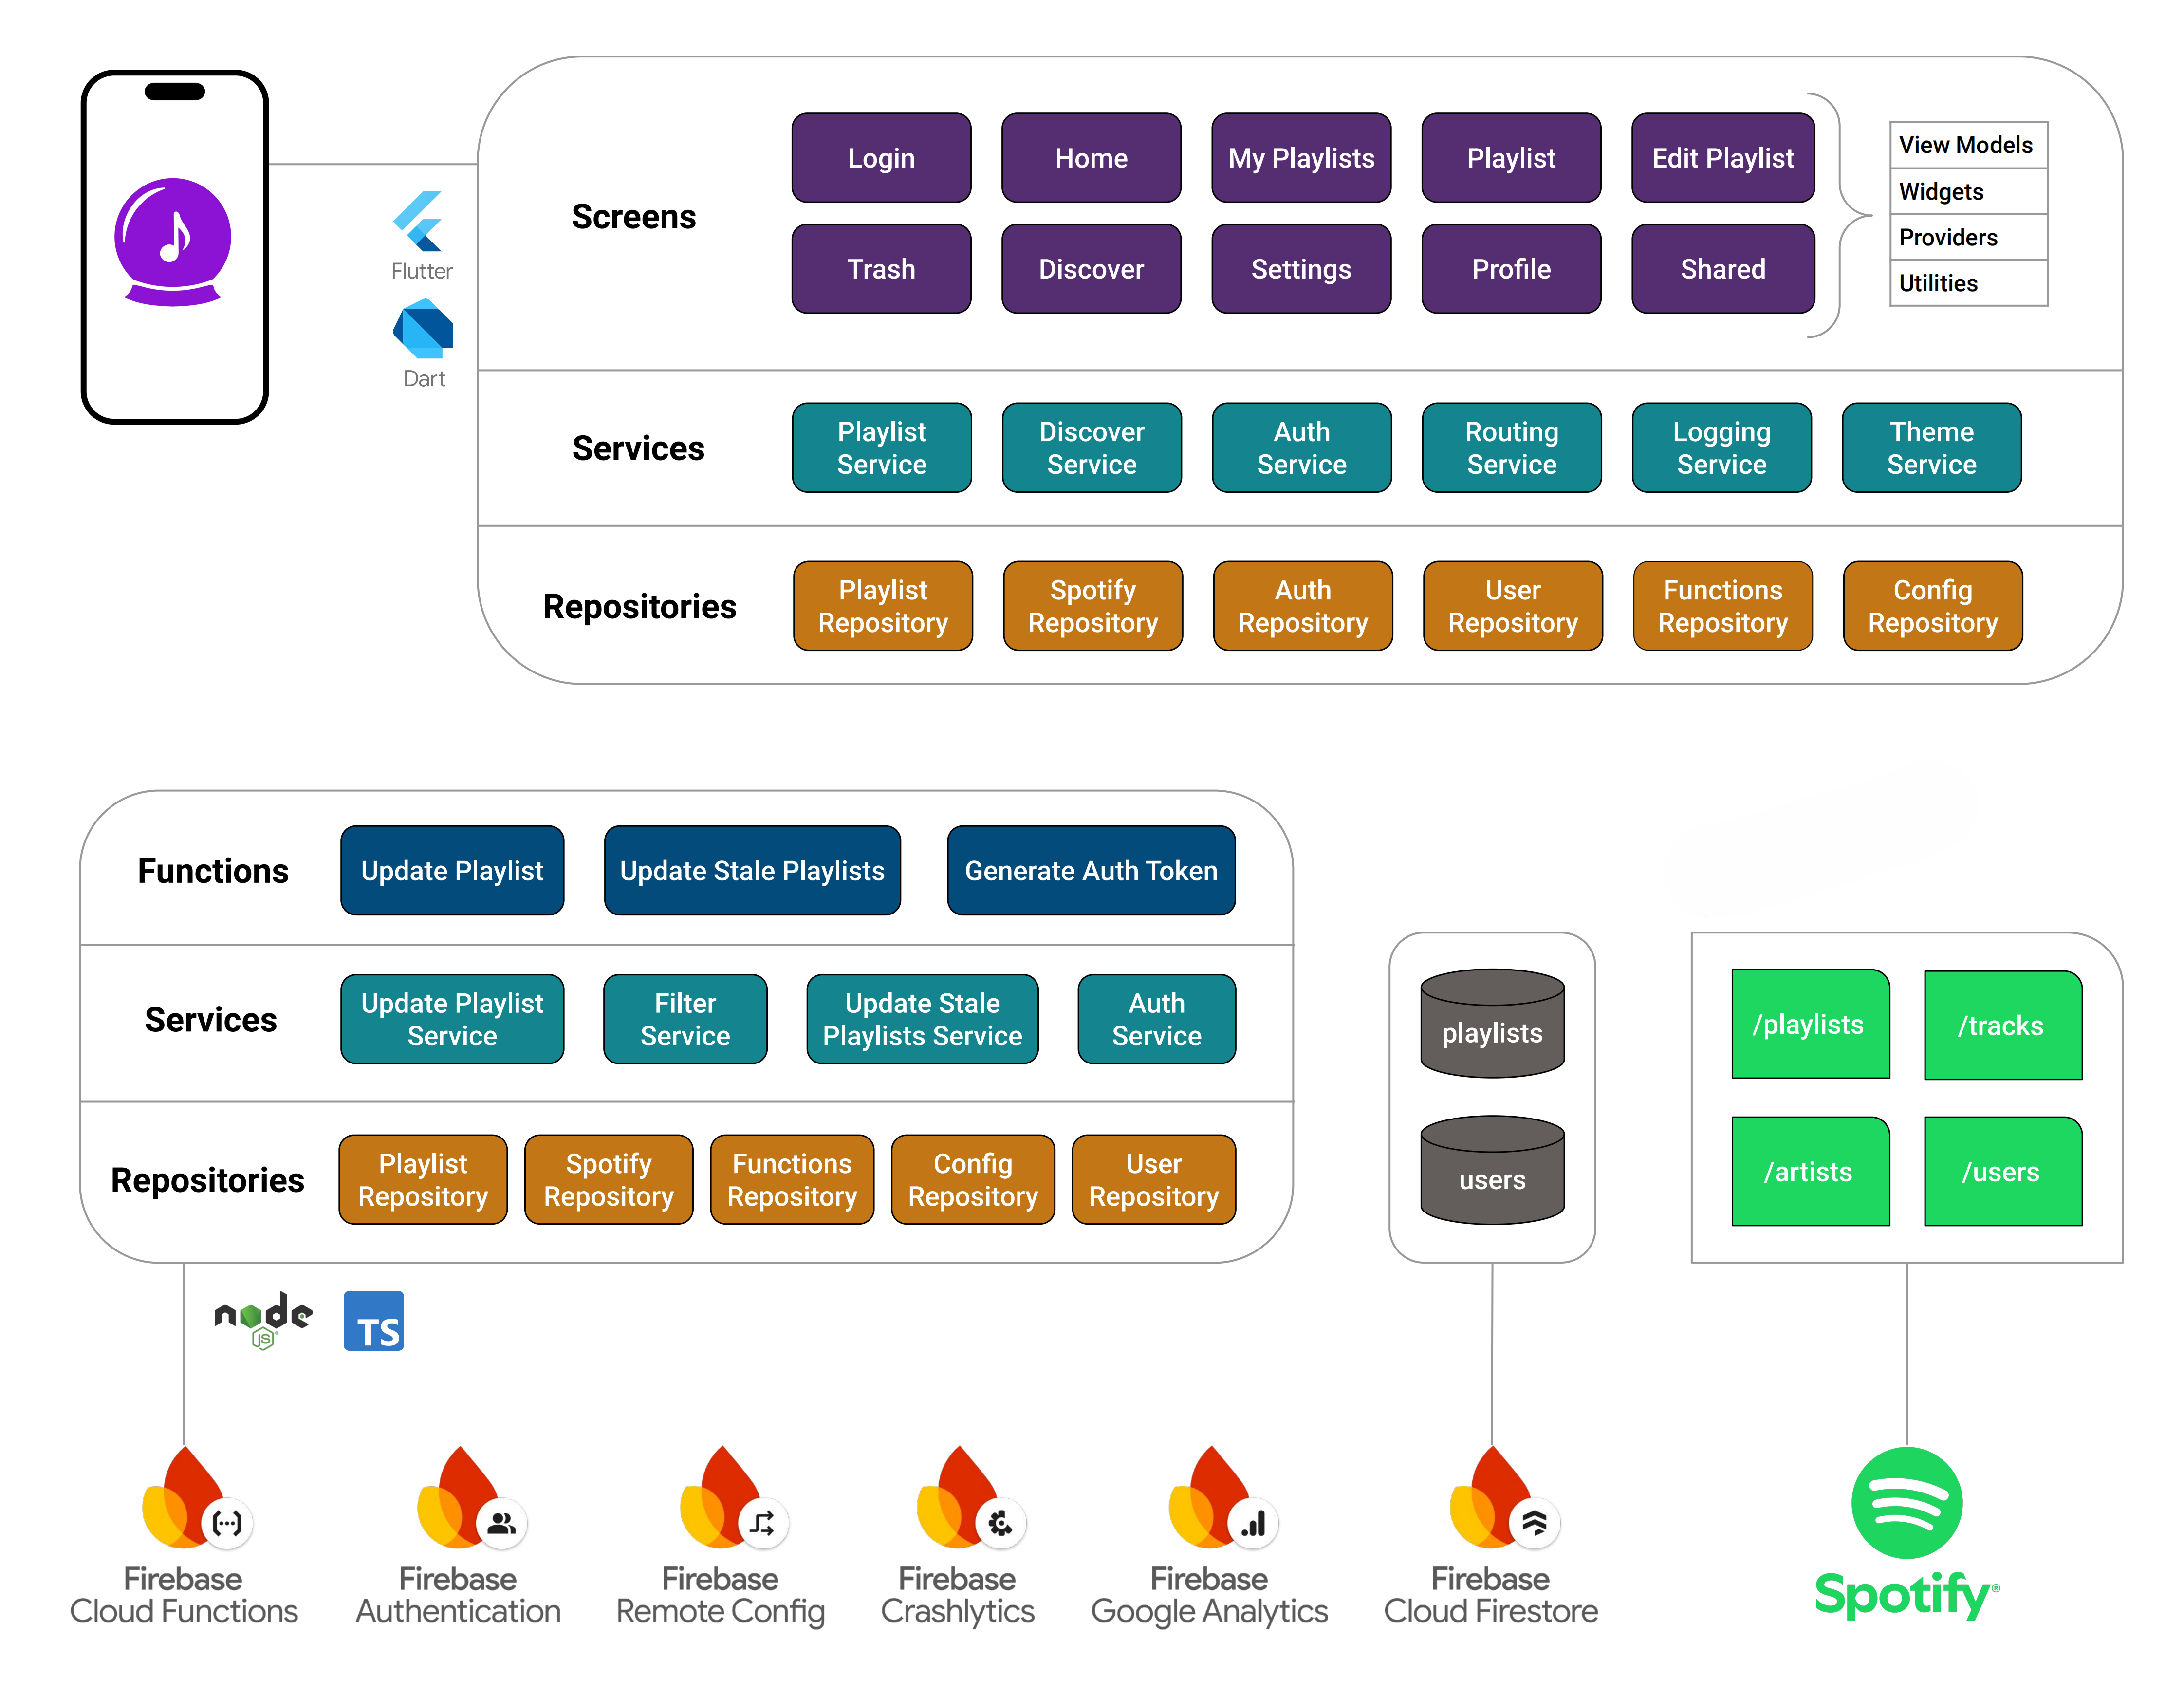 Login
Home
My Playlists
Playlist
Edit Playlist
View Models
Widgets
Providers
Utilities
Screens
Trash
Discover
Settings
Profile
Shared
Flutter
Dart
Services
Playlist
Service
Discover
Service
Auth
Service
Routing
Service
Logging
Service
Theme
Service
Repositories
Playlist
Repository
Spotify
Repository
Auth
Repository
User
Repository
Functions
Repository
Config
Repository
Functions
Update Playlist
Update Stale Playlists
Generate Auth Token
Services
Update Playlist
Service
Filter
Service
Update Stale
Playlists Service
Auth
Service
Repositories
Playlist
Repository
Spotify
Repository
Functions
Repository
Config
Repository
User
Repository
playlists
users
/playlists
/tracks
/artists
/users
node
JS
TS
Firebase
Cloud Functions
Firebase
Authentication
Firebase
Remote Config
Firebase
Crashlytics
Firebase
Google Analytics
Firebase
Cloud Firestore
Spotify®